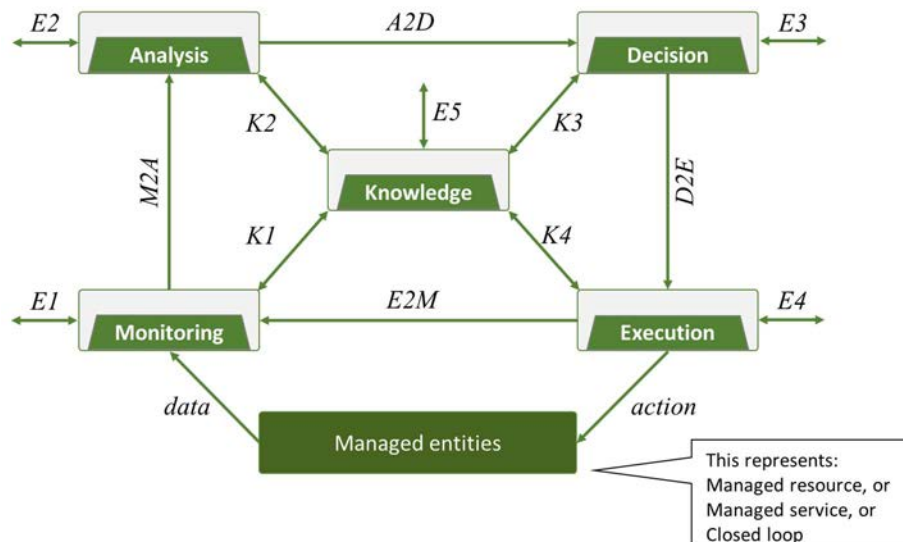 E2
A2D
E3
Analysis
Decision
E5
K2
K3
M2A
Knowledge
D2E
K1
K4
E1
E2M
E4
Monitoring
Execution
data
action
Managed entities
This represents:
Managed resource, or
Managed service, or
Closed loop